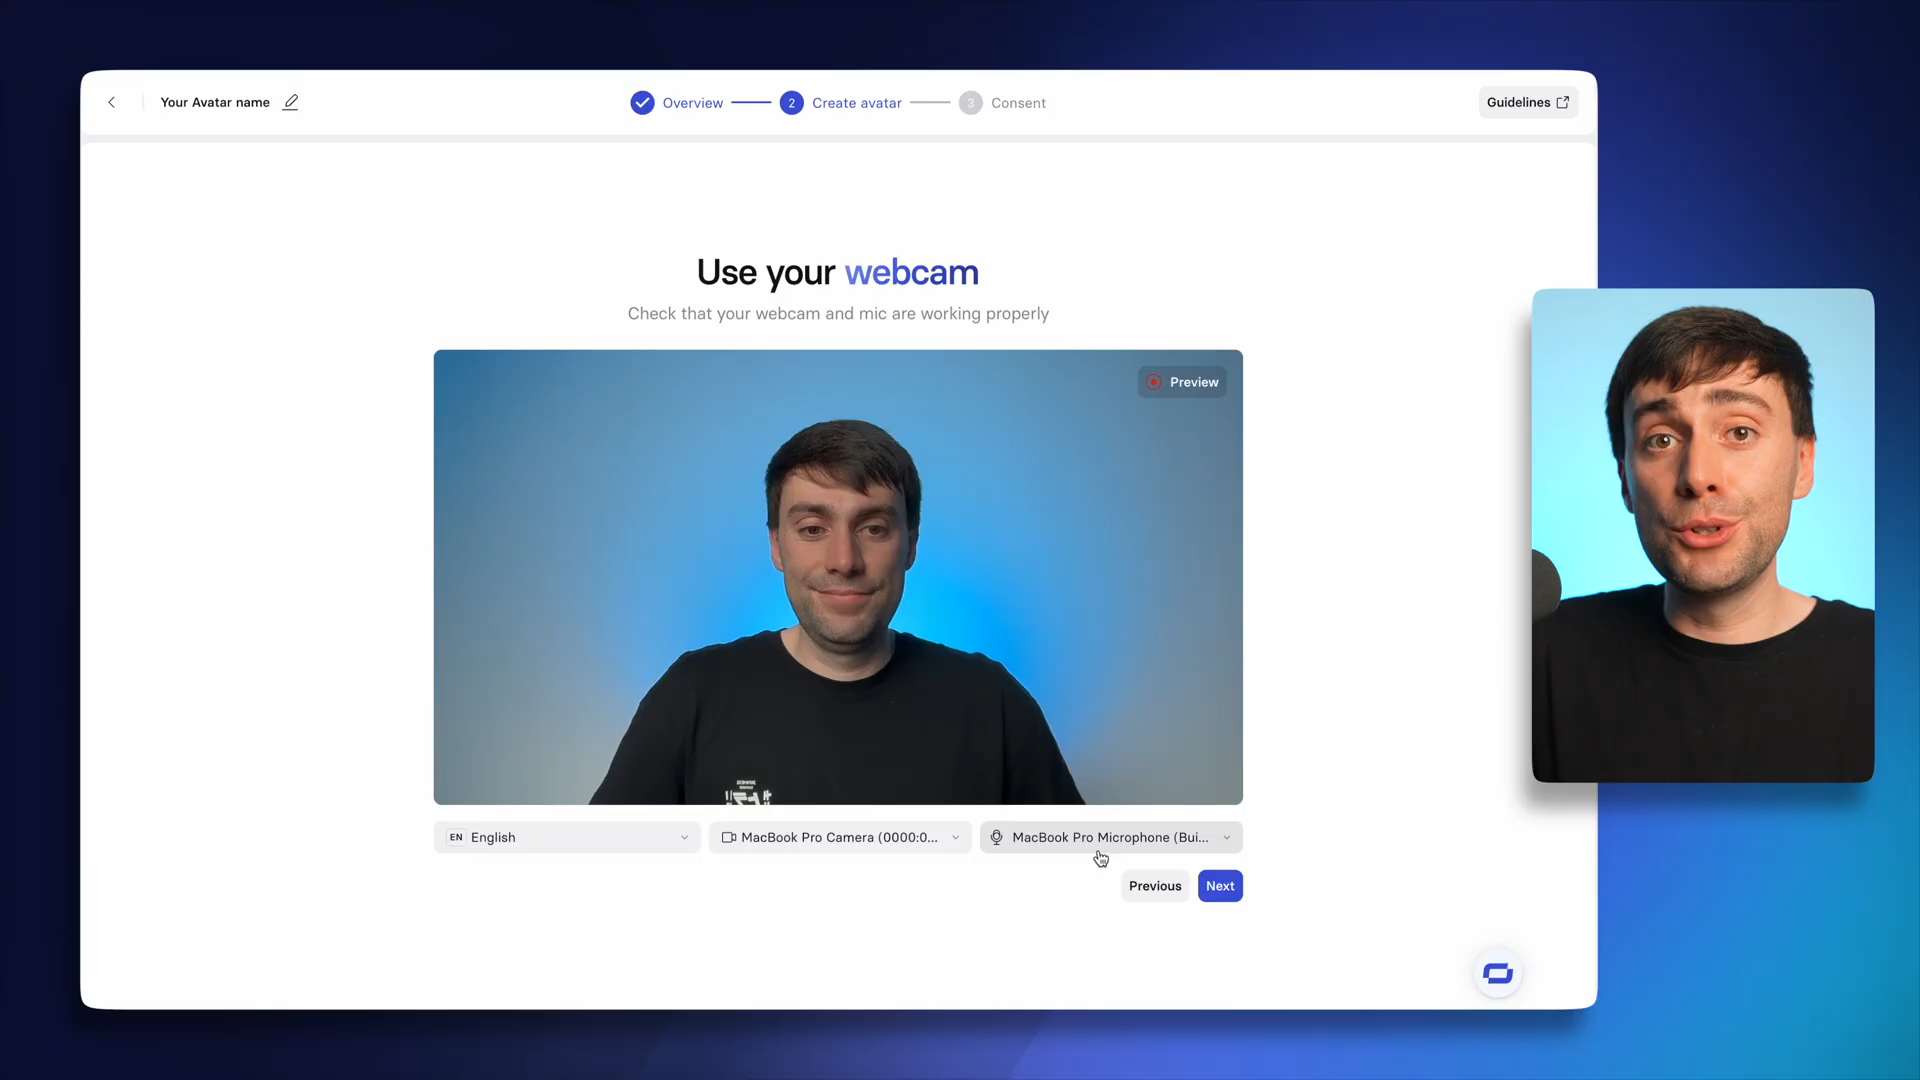 Your Avatar name
Overview
2 Create avatar
3 Consent
Guidelines
Use your webcam
Check that your webcam and mic are working properly
Preview
EN English
MacBook Pro Camera (0000:0...
MacBook Pro Microphone (Bui...
Previous
Next